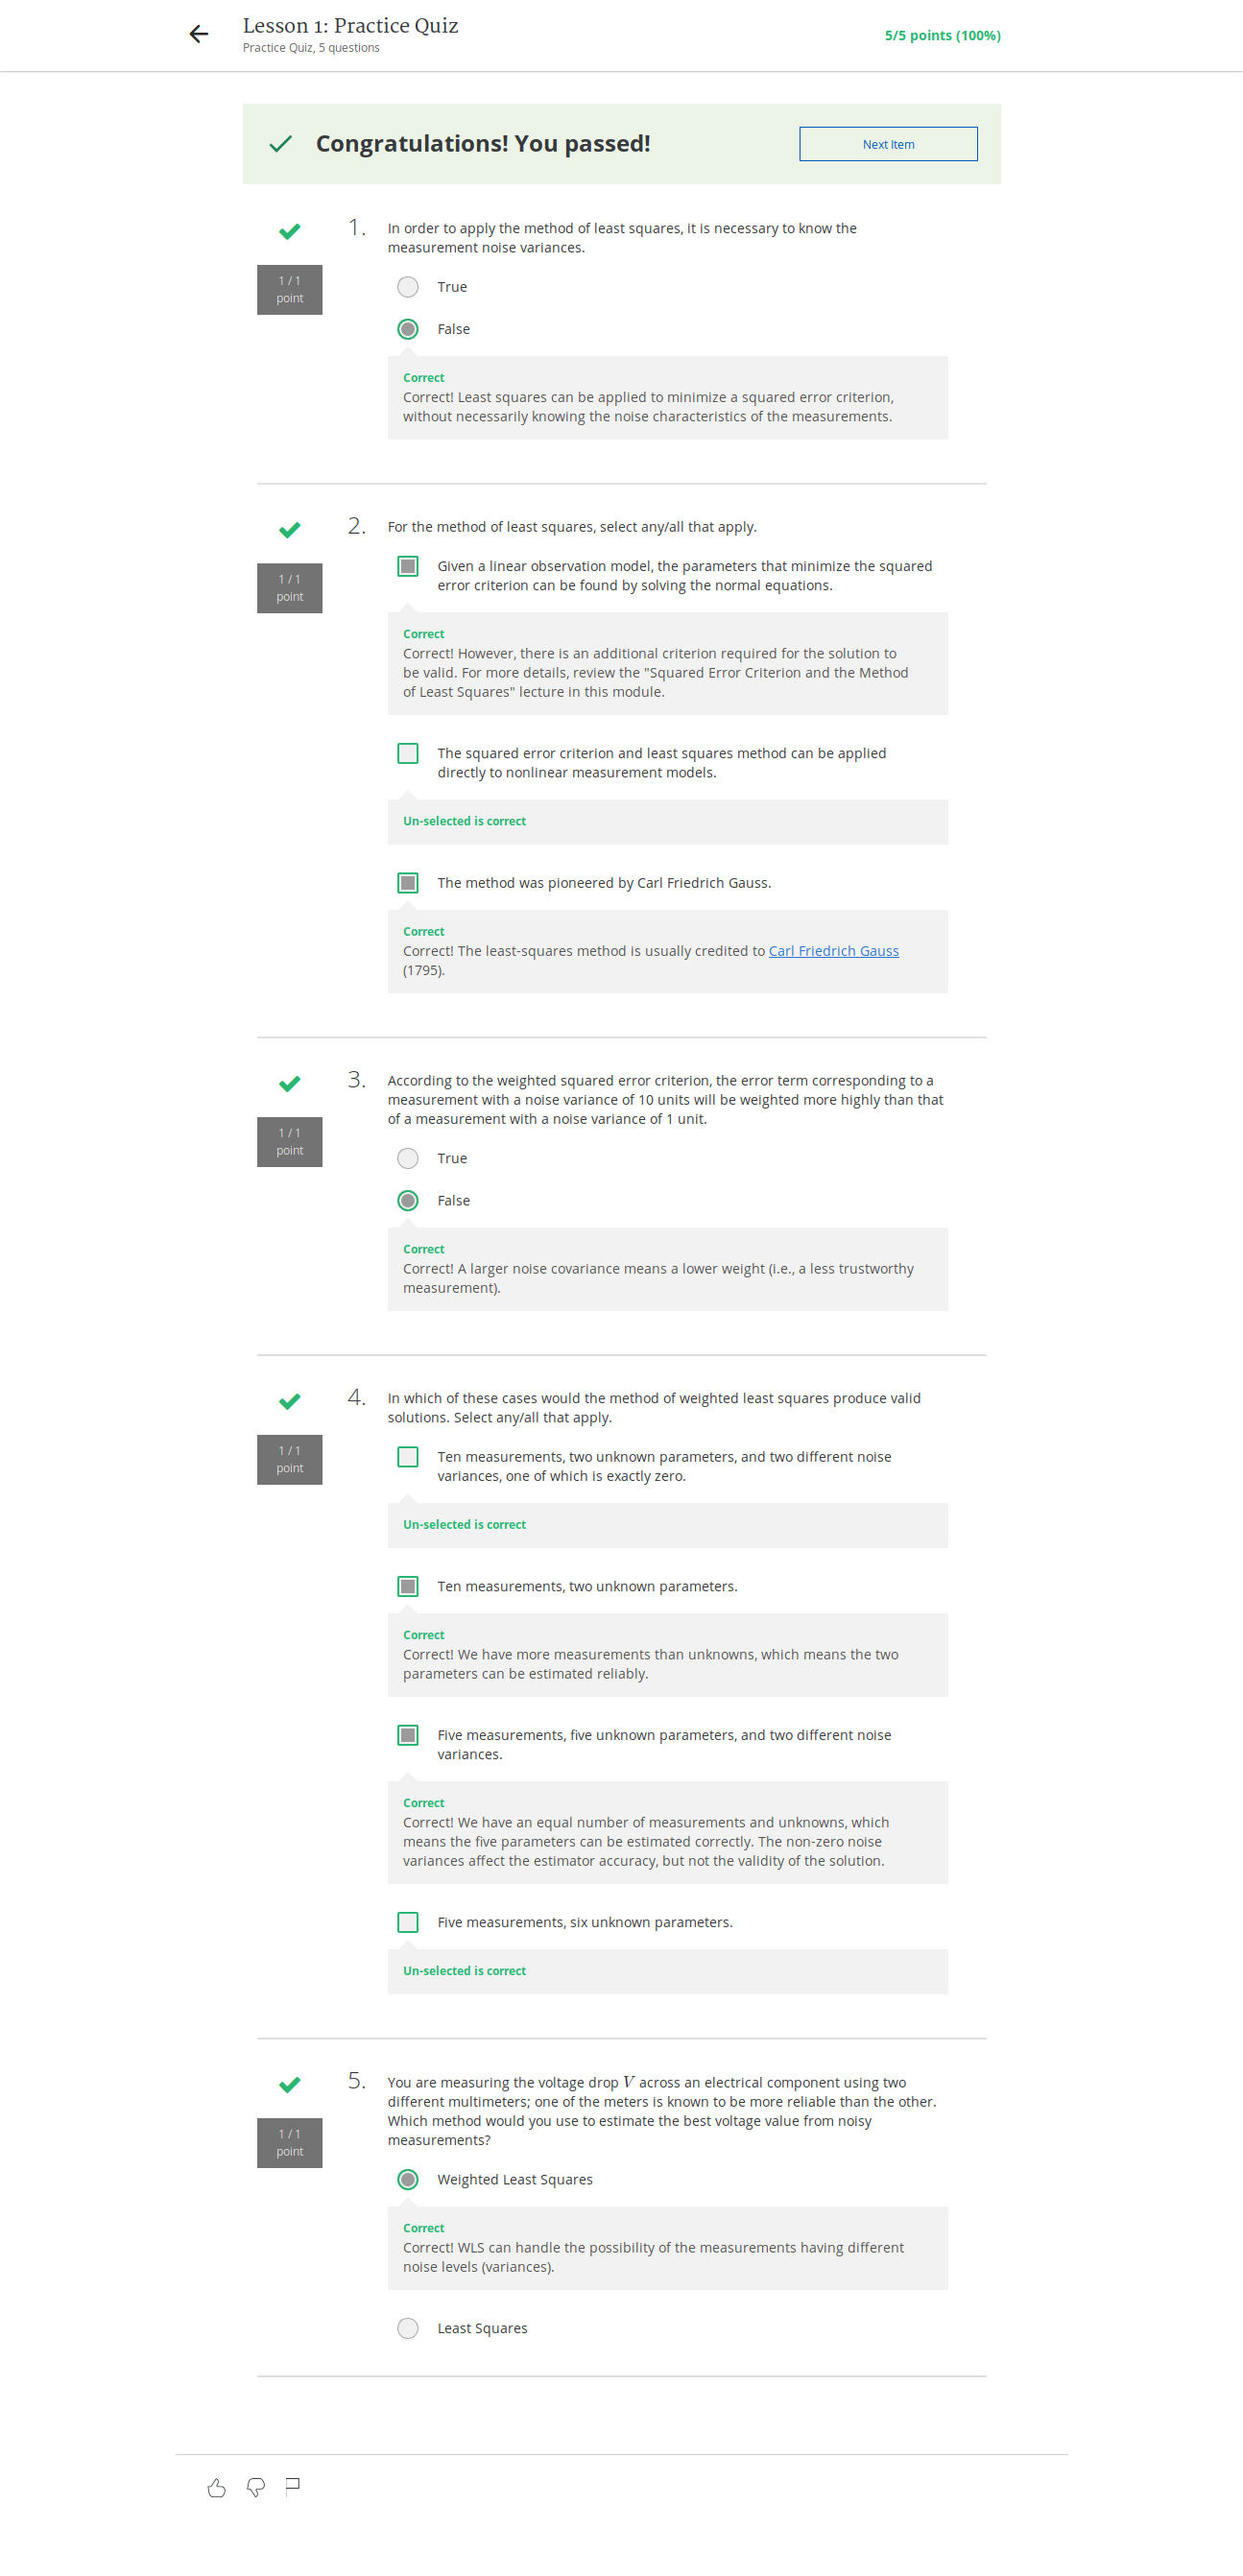 Lesson 1: Practice Quiz
Practice Quiz, 5 questions
5/5 points (100%)
Congratulations! You passed!
Next Item
1.
In order to apply the method of least squares, it is necessary to know the
measurement noise variances.
1 / 1
point
True
False
Correct
Correct! Least squares can be applied to minimize a squared error criterion,
without necessarily knowing the noise characteristics of the measurements.
2.
For the method of least squares, select any/all that apply.
1 / 1
point
Given a linear observation model, the parameters that minimize the squared
error criterion can be found by solving the normal equations.
Correct
Correct! However, there is an additional criterion required for the solution to
be valid. For more details, review the "Squared Error Criterion and the Method
of Least Squares" lecture in this module.
The squared error criterion and least squares method can be applied
directly to nonlinear measurement models.
Un-selected is correct
The method was pioneered by Carl Friedrich Gauss.
Correct
Correct! The least-squares method is usually credited to Carl Friedrich Gauss
(1795).
3.
According to the weighted squared error criterion, the error term corresponding to a
measurement with a noise variance of 10 units will be weighted more highly than that
of a measurement with a noise variance of 1 unit.
1 / 1
point
True
False
Correct
Correct! A larger noise covariance means a lower weight (i.e., a less trustworthy
measurement).
4.
In which of these cases would the method of weighted least squares produce valid
solutions. Select any/all that apply.
1 / 1
point
Ten measurements, two unknown parameters, and two different noise
variances, one of which is exactly zero.
Un-selected is correct
Ten measurements, two unknown parameters.
Correct
Correct! We have more measurements than unknowns, which means the two
parameters can be estimated reliably.
Five measurements, five unknown parameters, and two different noise
variances.
Correct
Correct! We have an equal number of measurements and unknowns, which
means the five parameters can be estimated correctly. The non-zero noise
variances affect the estimator accuracy, but not the validity of the solution.
Five measurements, six unknown parameters.
Un-selected is correct
5.
You are measuring the voltage drop V across an electrical component using two
different multimeters; one of the meters is known to be more reliable than the other.
Which method would you use to estimate the best voltage value from noisy
measurements?
1 / 1
point
Weighted Least Squares
Correct
Correct! WLS can handle the possibility of the measurements having different
noise levels (variances).
Least Squares